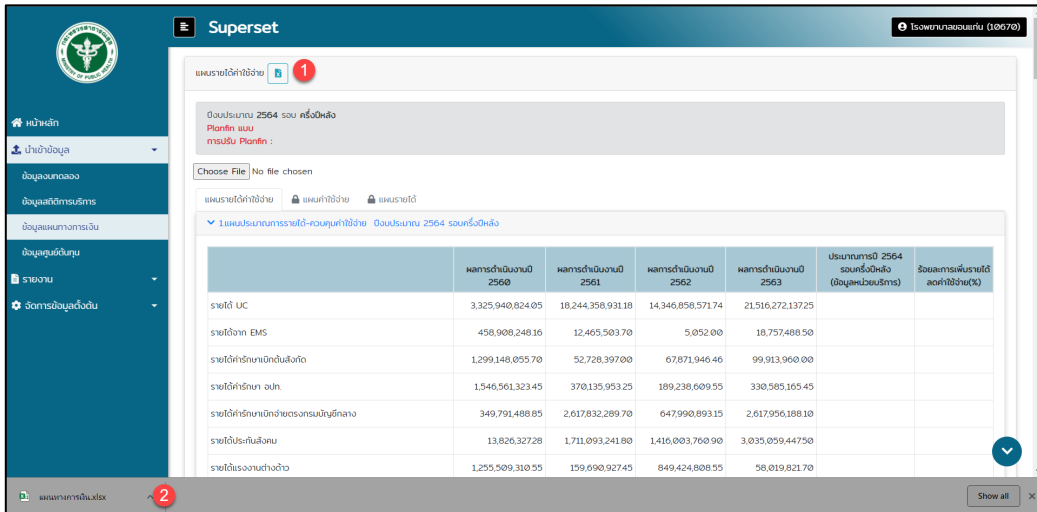 กระทรวงสาธารณสุข
MINISTRY OF PUBLIC HEALTH
Superset
โรงพยาบาลขอนแก่น (10670)
หน้าหลัก
นำเข้าข้อมูล
ข้อมูลงบทดลอง
ข้อมูลสถิติการบริการ
ข้อมูลแผนทางการเงิน
ข้อมูลศูนย์ต้นทุน
รายงาน
จัดการข้อมูลตั้งต้น
แผนรายได้ค่าใช้จ่าย 1
ปีงบประมาณ 2564 รอบ ครึ่งปีหลัง
Planfin แบบ
การปรับ Planfin :
Choose File No file chosen
แผนรายได้ค่าใช้จ่าย แผนค่าใช้จ่าย แผนรายได้
1.แผนประมาณการรายได้-ควบคุมค่าใช้จ่าย ปีงบประมาณ 2564 รอบครึ่งปีหลัง
ผลการดำเนินงานปี 2560 ผลการดำเนินงานปี 2561 ผลการดำเนินงานปี 2562 ผลการดำเนินงานปี 2563 ประมาณการปี 2564 รอบครึ่งปีหลัง (ข้อมูลหน่วยบริการ) ร้อยละการเพิ่มรายได้ ลดค่าใช้จ่าย(%)
รายได้ UC 3,325,940,824.05 18,244,358,931.18 14,346,858,571.74 21,516,272,137.25
รายได้จาก EMS 458,908,248.16 12,465,503.70 5,052.00 18,757,488.50
รายได้ค่ารักษาเบิกต้นสังกัด 1,299,148,055.70 52,728,397.00 67,871,946.46 99,913,960.00
รายได้ค่ารักษา อปท. 1,546,561,323.45 370,135,953.25 189,238,609.55 330,585,165.45
รายได้ค่ารักษาเบิกจ่ายตรงกรมบัญชีกลาง 349,791,488.85 2,617,832,289.70 647,990,893.15 2,617,956,188.10
รายได้ประกันสังคม 13,826,327.28 1,711,093,241.80 1,416,003,760.90 3,035,059,447.50
รายได้แรงงานต่างด้าว 1,255,509,310.55 159,690,927.45 849,424,808.55 58,019,821.70
แผนทางการเงิน.xlsx 2 Show all